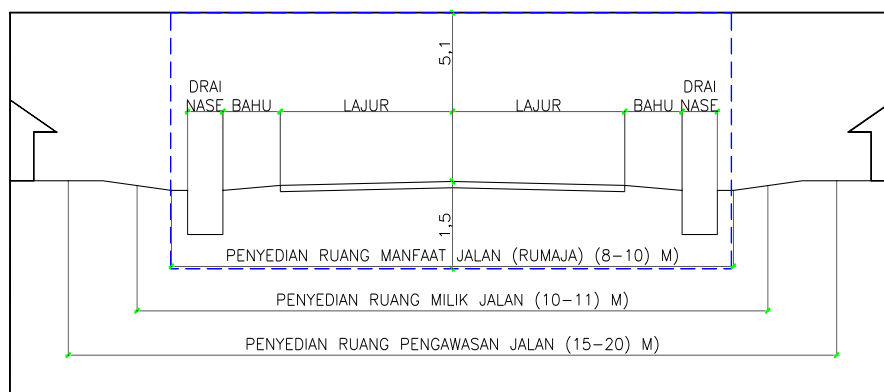 5,1
DRAI
NASE
BAHU
LAJUR
LAJUR
BAHU
DRAI
NASE
1,5
PENYEDIAN RUANG MANFAAT JALAN (RUMAJA) (8-10) M)
PENYEDIAN RUANG MILIK JALAN (10-11) M)
PENYEDIAN RUANG PENGAWASAN JALAN (15-20) M)